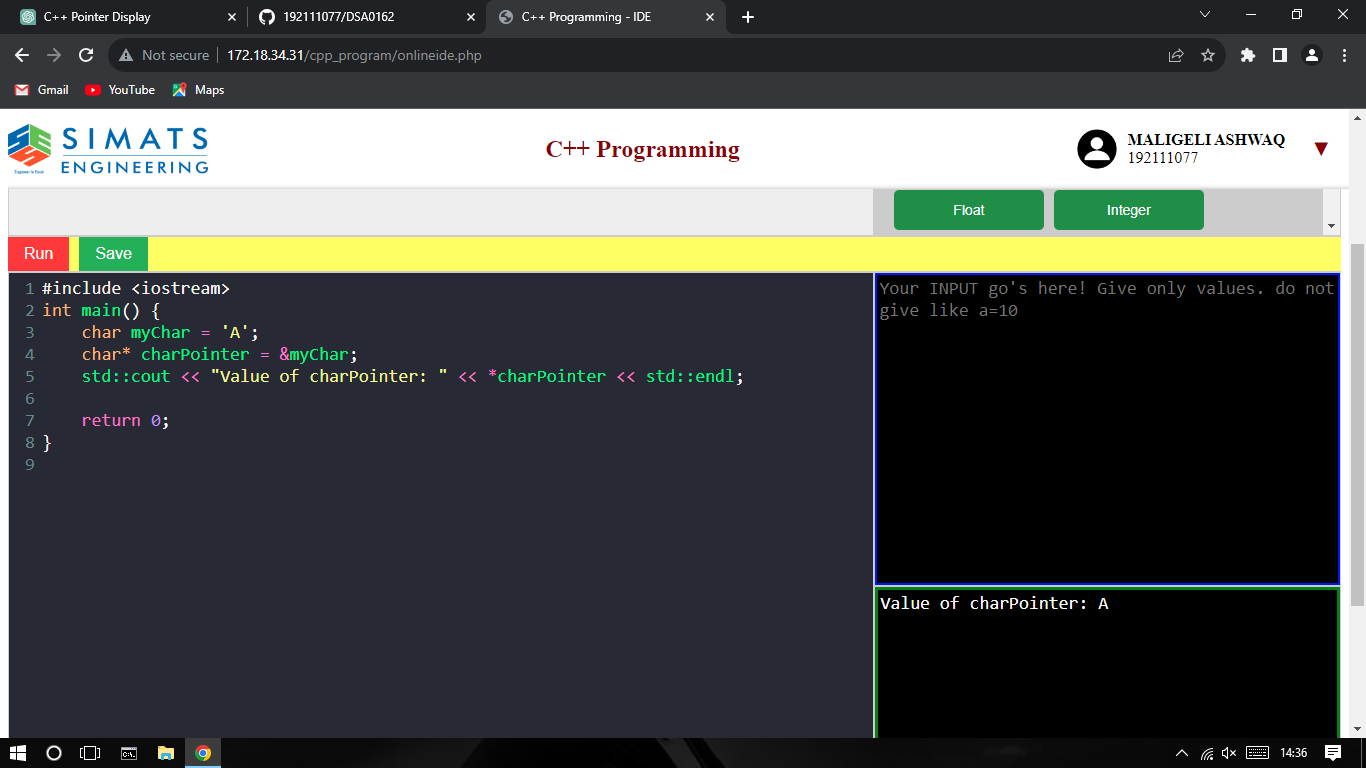 C++ Pointer Display
192111077/DSA0162
C++ Programming - IDE
Not secure
172.18.34.31/cpp_program/onlineide.php
Gmail
YouTube
Maps
SIMATS
ENGINEERING
Engineer to Excel
C++ Programming
MALIGELI ASHWAQ
192111077
Float
Integer
Run
Save
1 #include <iostream>
2 int main() {
3     char myChar = 'A';
4     char* charPointer = &myChar;
5     std::cout << "Value of charPointer: " << *charPointer << std::endl;
6
7     return 0;
8 }
9
Your INPUT go's here! Give only values. do not
give like a=10
Value of charPointer: A
14:36